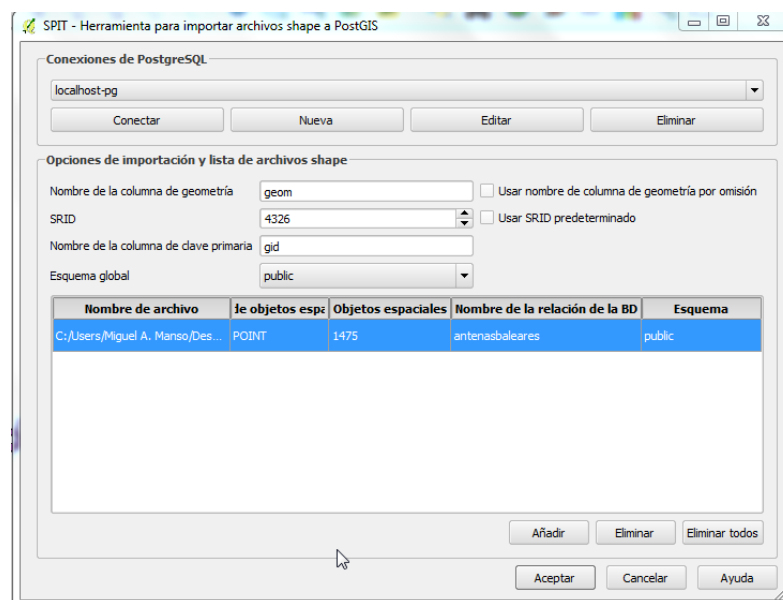 SPIT - Herramienta para importar archivos shape a PostGIS
Conexiones de PostgreSQL
localhost-pg
Conectar Nueva Editar Eliminar
Opciones de importación y lista de archivos shape
Nombre de la columna de geometría geom Usar nombre de columna de geometría por omisión
SRID 4326 Usar SRID predeterminado
Nombre de la columna de clave primaria gid
Esquema global public
Nombre de archivo de objetos espa Objetos espaciales Nombre de la relación de la BD Esquema
C:/Users/Miguel A. Manso/Des... POINT 1475 antenasbaleares public
Añadir Eliminar Eliminar todos
Aceptar Cancelar Ayuda